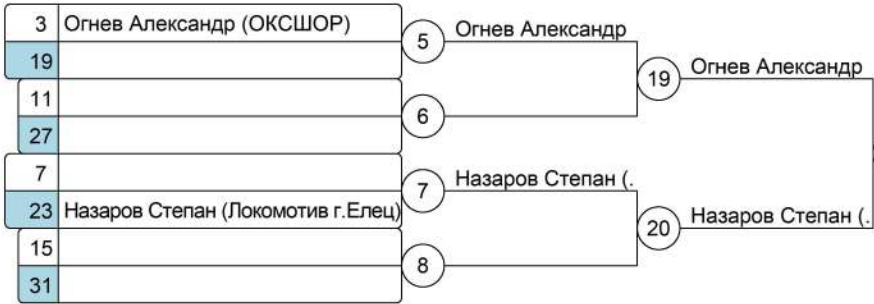 3 Огнев Александр (ОКСШОР)
19
5 Огнев Александр
11
27
6
19 Огнев Александр
7
23 Назаров Степан (Локомотив г.Елец)
7 Назаров Степан (.
15
31
8
20 Назаров Степан (.